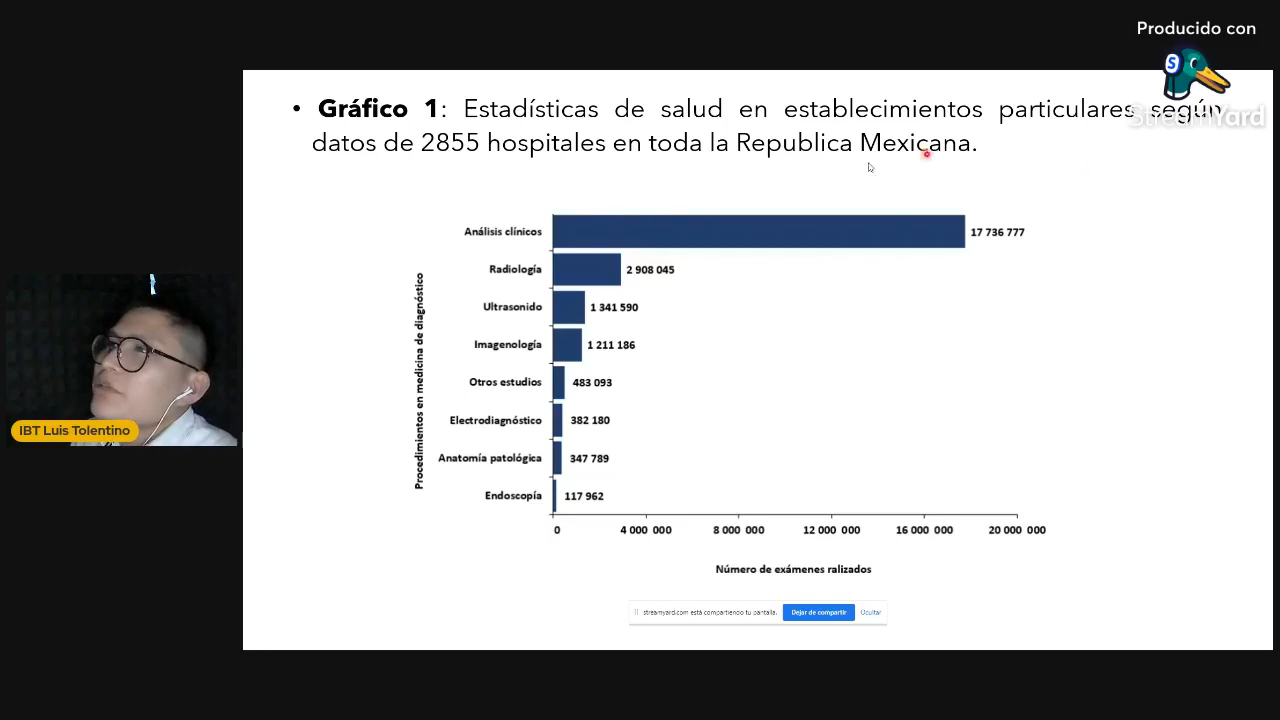 Producido con
StreamYard
• Gráfico 1: Estadísticas de salud en establecimientos particulares según
datos de 2855 hospitales en toda la Republica Mexicana.
Procedimientos en medicina de diagnóstico
Análisis clínicos 17 736 777
Radiología 2 908 045
Ultrasonido 1 341 590
Imagenología 1 211 186
Otros estudios 483 093
Electrodiagnóstico 382 180
Anatomía patológica 347 789
Endoscopía 117 962
0 4 000 000 8 000 000 12 000 000 16 000 000 20 000 000
Número de exámenes ralizados
streamyard.com está compartiendo tu pantalla. Dejar de compartir Ocultar
IBT Luis Tolentino